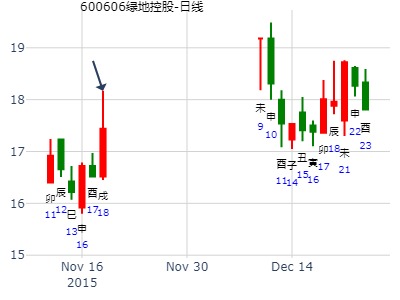 600606绿地控股-日线
19
18
17
16
15
卯
11
辰
12
巳
13
申
16
酉
17
戌
18
未
9
申
10
酉
11
子
14
丑
15
寅
16
卯
17
辰
18
未
21
申
22
酉
23
Nov 16
2015
Nov 30
Dec 14